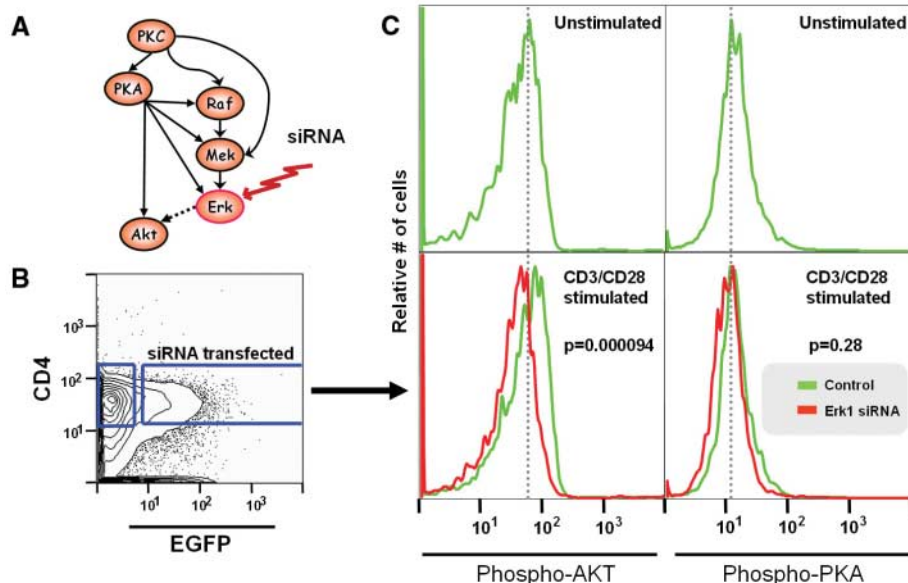 A
PKC
PKA
Raf
siRNA
Mek
Erk
Akt
B
CD4
10³
10²
10¹
siRNA transfected
10¹
10²
10³
EGFP
C
Relative # of cells
Unstimulated
Unstimulated
CD3/CD28
stimulated
p=0.000094
CD3/CD28
stimulated
p=0.28
Control
Erk1 siRNA
10¹
10²
10³
10¹
10²
10³
Phospho-AKT
Phospho-PKA